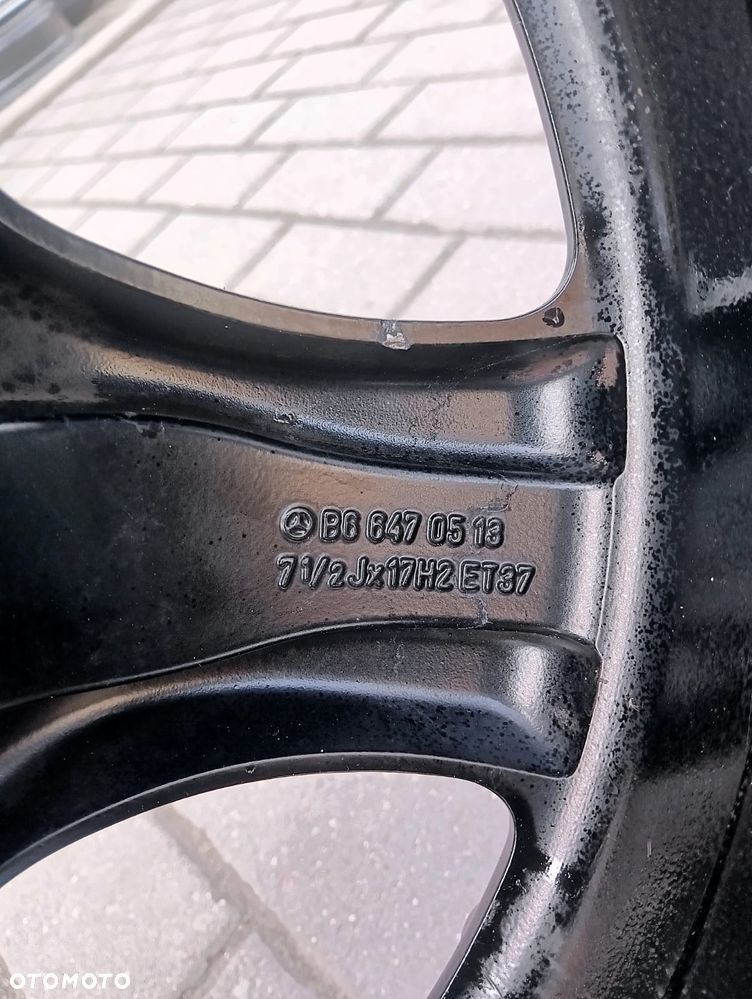 B6 647 05 13
7 1/2Jx17H2 ET37
OTOMOTO